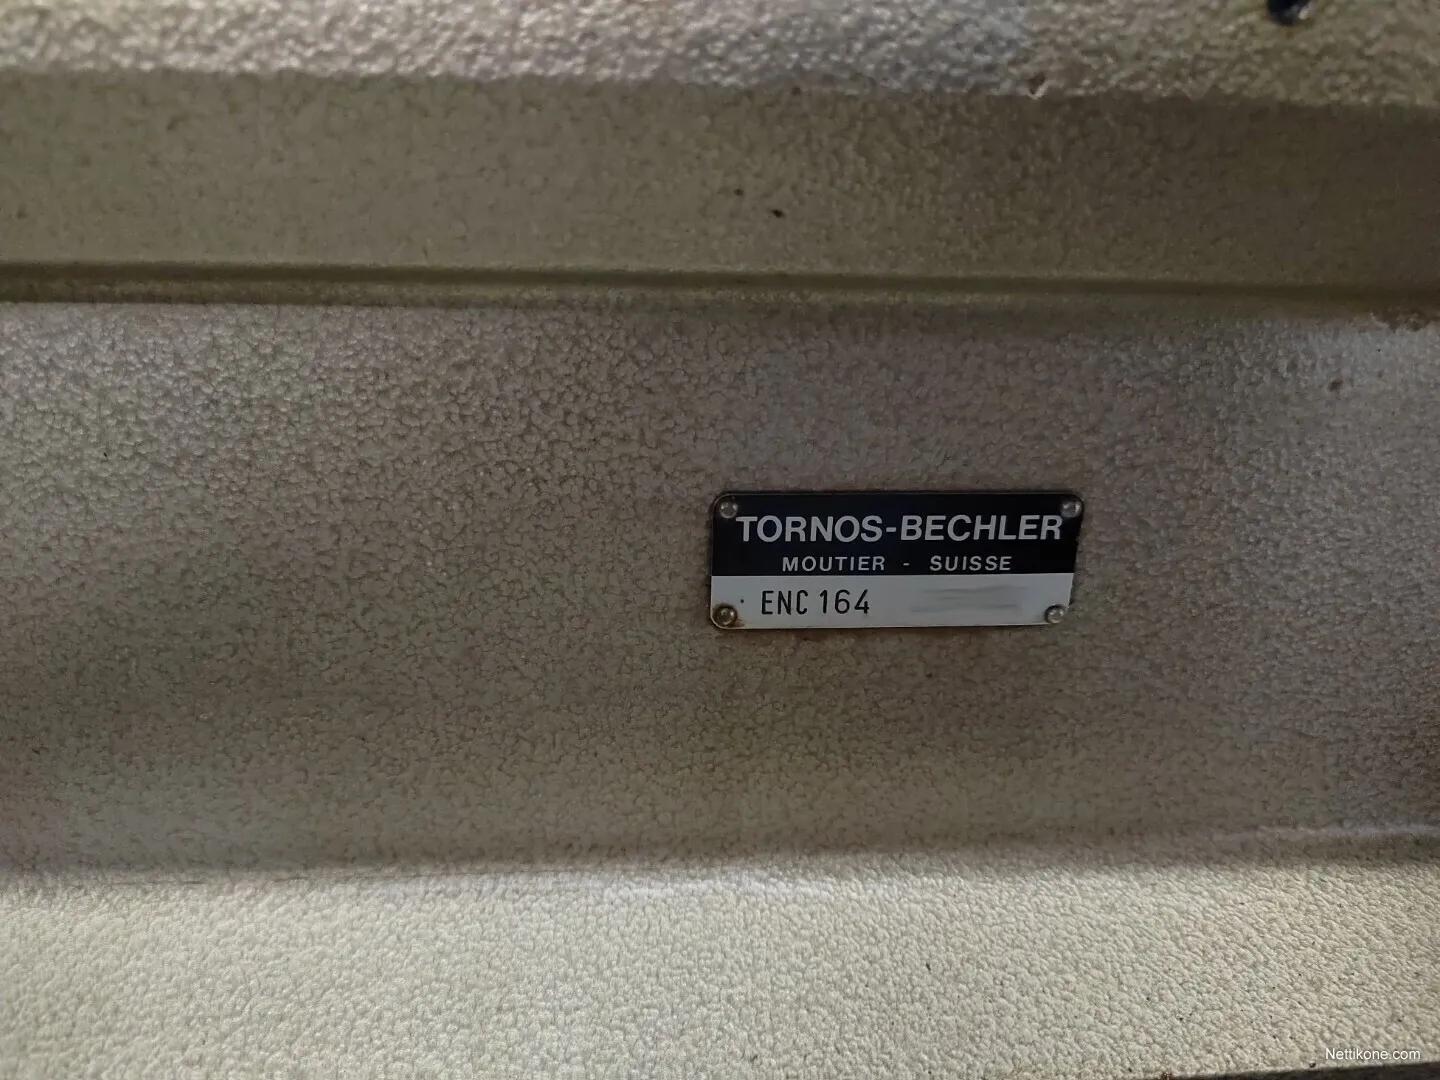 TORNOS-BECHLER
MOUTIER - SUISSE
ENC 164
Nettikone.com